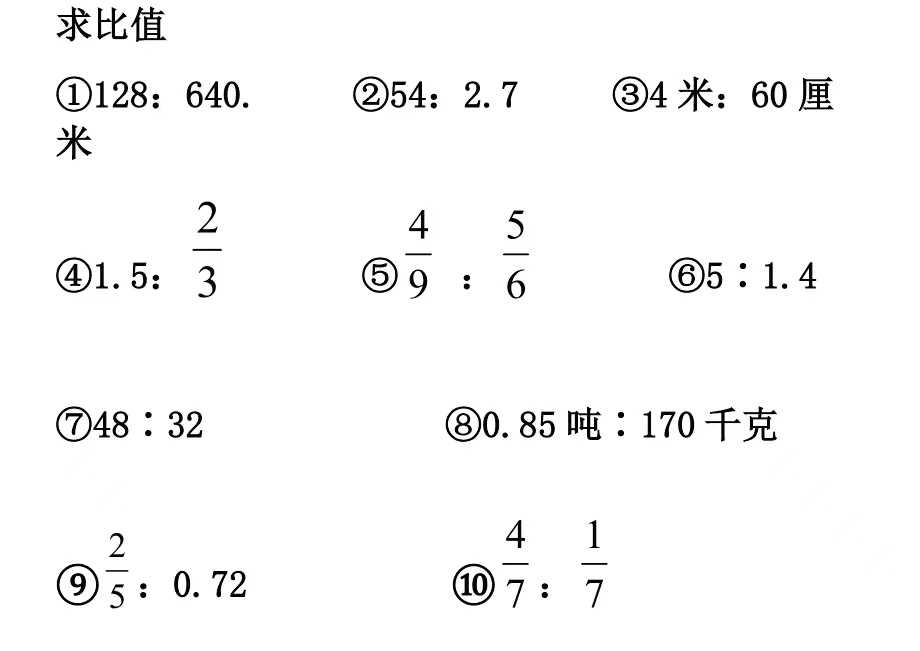 求比值
①128：640. ②54：2.7 ③4 米：60 厘
米
④1.5：2/3 ⑤4/9 ：5/6 ⑥5∶1.4
⑦48∶32 ⑧0.85 吨∶170 千克
⑨2/5：0.72 ⑩4/7：1/7